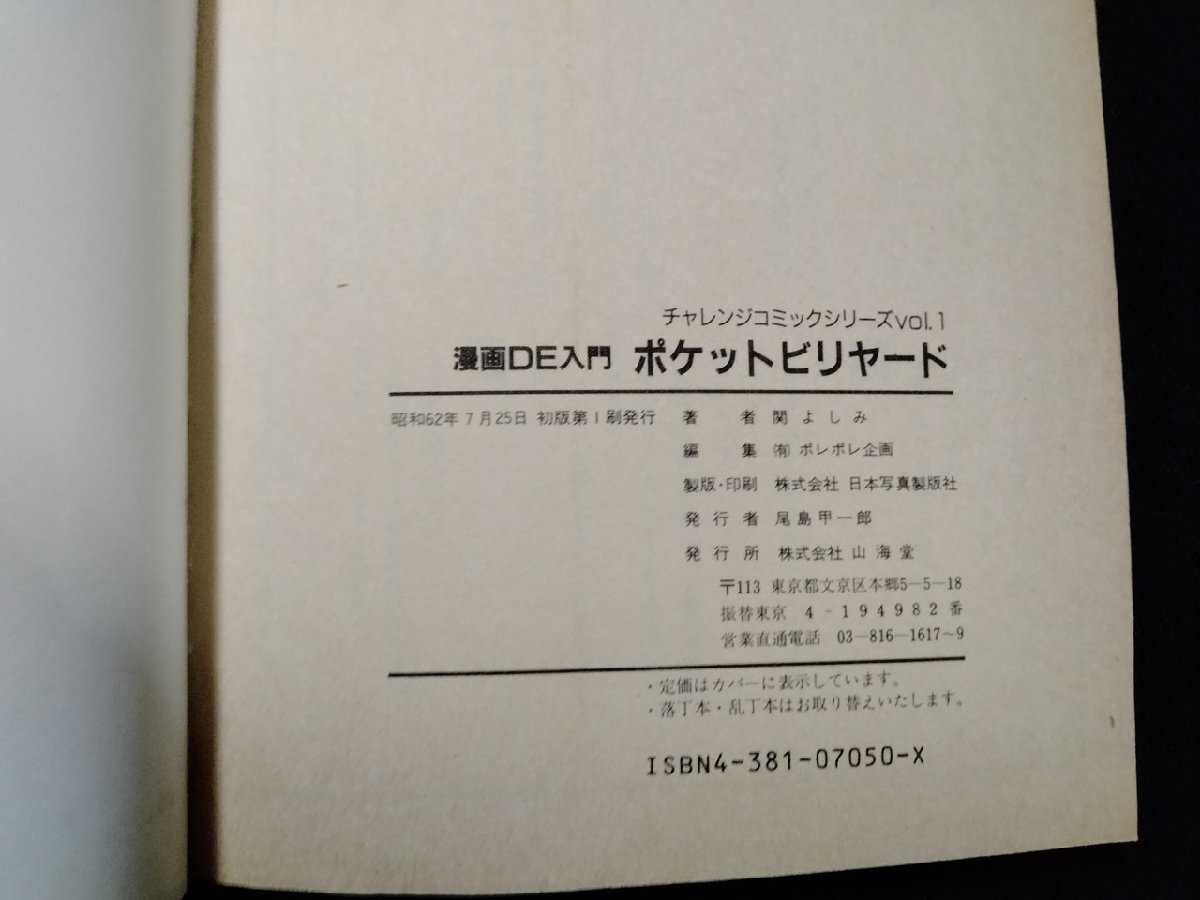 チャレンジコミックシリーズvol.1
漫画DE入門 ポケットビリヤード
昭和62年7月25日 初版第1刷発行 著者 関よしみ
編集 ㈲ ポレポレ企画
製版・印刷 株式会社 日本写真製版社
発行者 尾島甲一郎
発行所 株式会社 山海堂
〒113 東京都文京区本郷5−5−18
振替東京 4−194982番
営業直通電話 03−816−1617〜9
・定価はカバーに表示しています。
・落丁本・乱丁本はお取り替えいたします。
ISBN4-381-07050-X